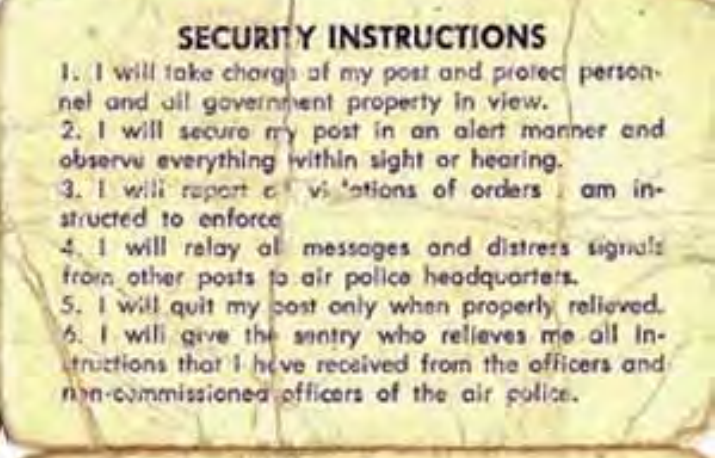 SECURITY INSTRUCTIONS
1. I will take charge of my post and protect person-
nel and all government property in view.
2. I will secure my post in an alert manner and
observe everything within sight or hearing.
3. I will report all violations of orders I am in-
structed to enforce
4. I will relay all messages and distress signals
from other posts to air police headquarters.
5. I will quit my post only when properly relieved.
6. I will give the sentry who relieves me all in-
structions that I have received from the officers and
non-commissioned officers of the air police.